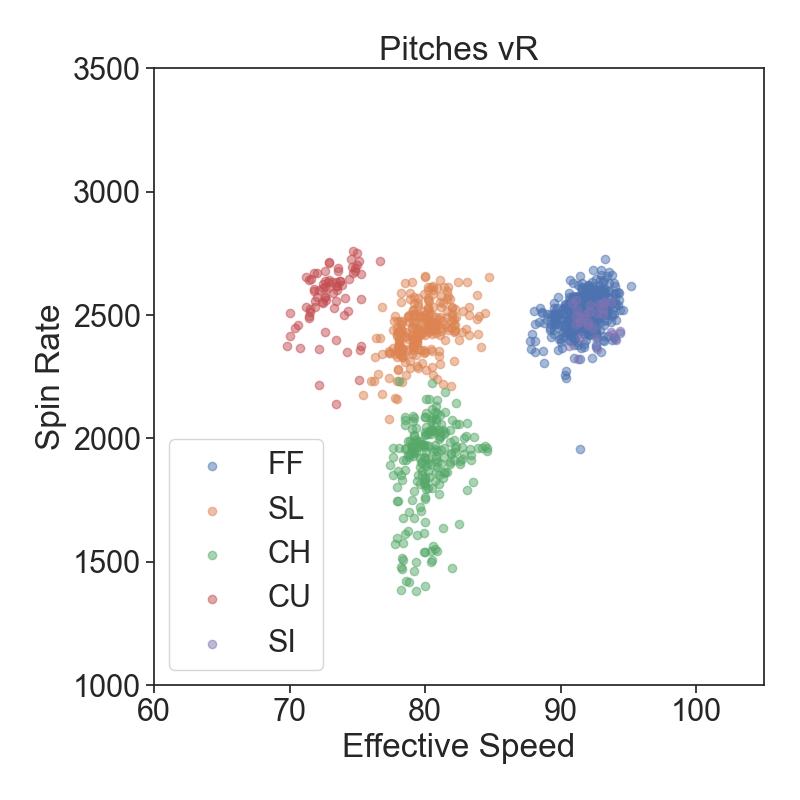 Pitches vR
3500
3000
2500
2000
1500
1000
Spin Rate
FF
SL
CH
CU
SI
60 70 80 90 100
Effective Speed